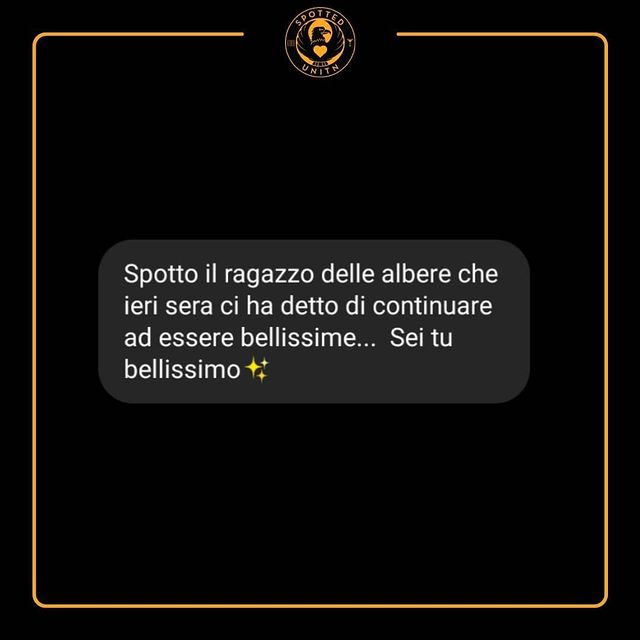 SPOTTED
UNITN
Spotto il ragazzo delle albere che
ieri sera ci ha detto di continuare
ad essere bellissime... Sei tu
bellissimo✨